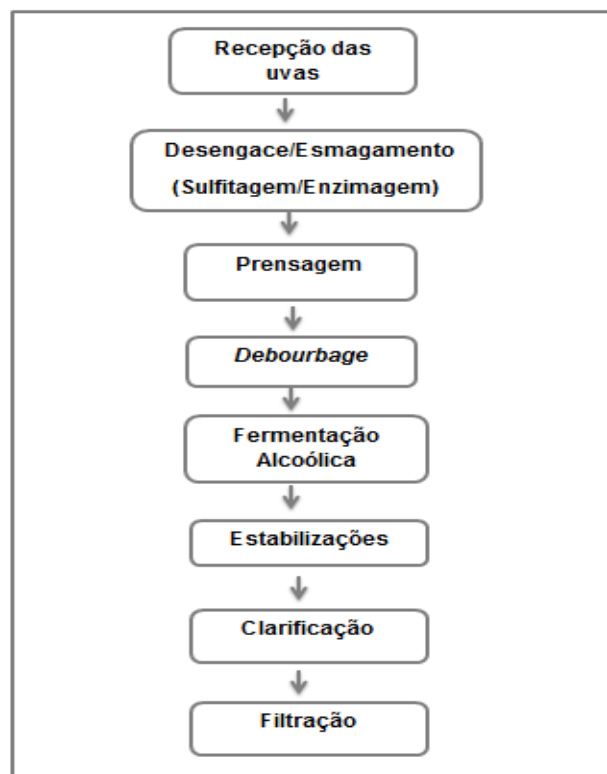 Recepção das
uvas
Desengace/Esmagamento
(Sulfitagem/Enzimagem)
Prensagem
Debourbage
Fermentação
Alcoólica
Estabilizações
Clarificação
Filtração